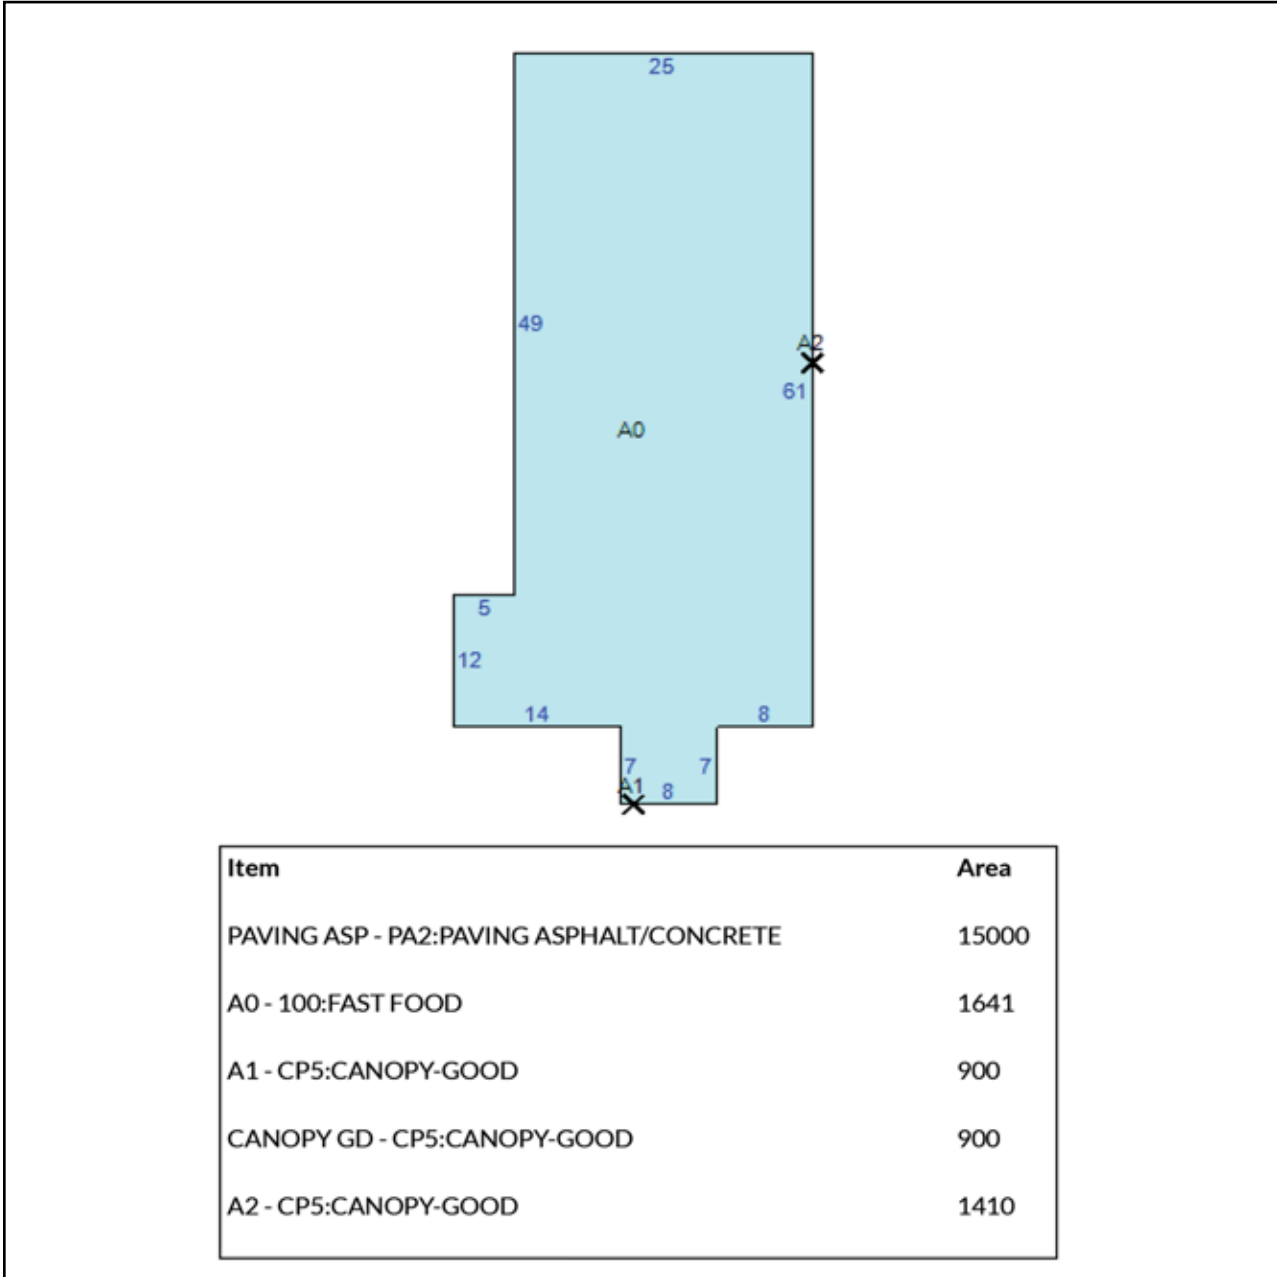 25
49
A2
61
A0
5
12
14
8
7
7
A1
8
Item Area
PAVING ASP - PA2:PAVING ASPHALT/CONCRETE 15000
A0 - 100:FAST FOOD 1641
A1 - CP5:CANOPY-GOOD 900
CANOPY GD - CP5:CANOPY-GOOD 900
A2 - CP5:CANOPY-GOOD 1410